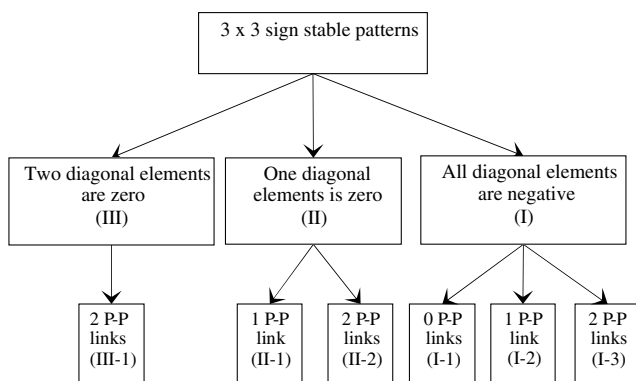 3 x 3 sign stable patterns
Two diagonal elements
are zero
(III)
One diagonal
elements is zero
(II)
All diagonal elements
are negative
(I)
2 P-P
links
(III-1)
1 P-P
link
(II-1)
2 P-P
links
(II-2)
0 P-P
links
(I-1)
1 P-P
link
(I-2)
2 P-P
links
(I-3)